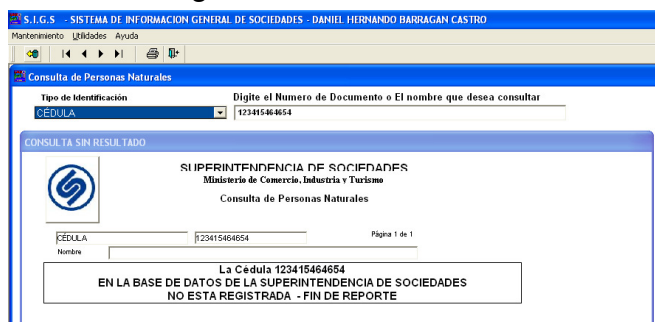 S.I.G.S - SISTEMA DE INFORMACION GENERAL DE SOCIEDADES - DANIEL HERNANDO BARRAGAN CASTRO
Mantenimiento Utilidades Ayuda
Consulta de Personas Naturales
Tipo de Identificación Digite el Numero de Documento o El nombre que desea consultar
CÉDULA 123415464654
CONSULTA SIN RESULTADO
SUPERINTENDENCIA DE SOCIEDADES
Ministerio de Comercio, Industria y Turismo
Consulta de Personas Naturales
CÉDULA 123415464654 Página 1 de 1
Nombre
La Cédula 123415464654
EN LA BASE DE DATOS DE LA SUPERINTENDENCIA DE SOCIEDADES
NO ESTA REGISTRADA - FIN DE REPORTE